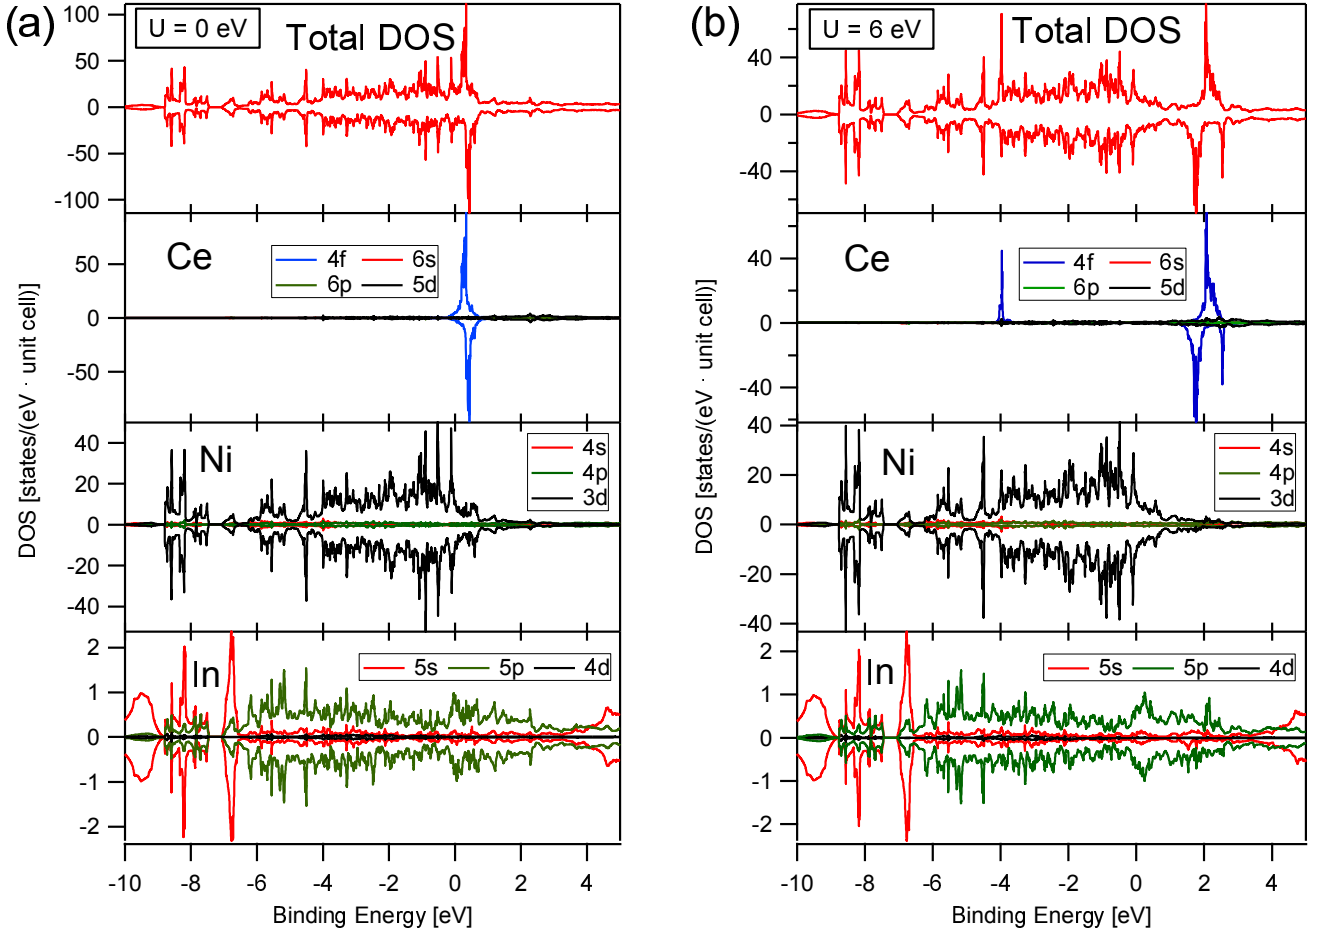 (a)
U = 0 eV
Total DOS
100
50
0
-50
-100
Ce
4f 6s
6p 5d
50
0
-50
Ni
4s
4p
3d
40
20
0
-20
-40
In
5s 5p 4d
2
1
0
-1
-2
DOS [states/(eV · unit cell)]
-10 -8 -6 -4 -2 0 2 4
Binding Energy [eV]
(b)
U = 6 eV
Total DOS
40
0
-40
Ce
4f 6s
6p 5d
40
0
-40
Ni
4s
4p
3d
40
20
0
-20
-40
In
5s 5p 4d
2
1
0
-1
-2
DOS [states/(eV · unit cell)]
-10 -8 -6 -4 -2 0 2 4
Binding Energy [eV]